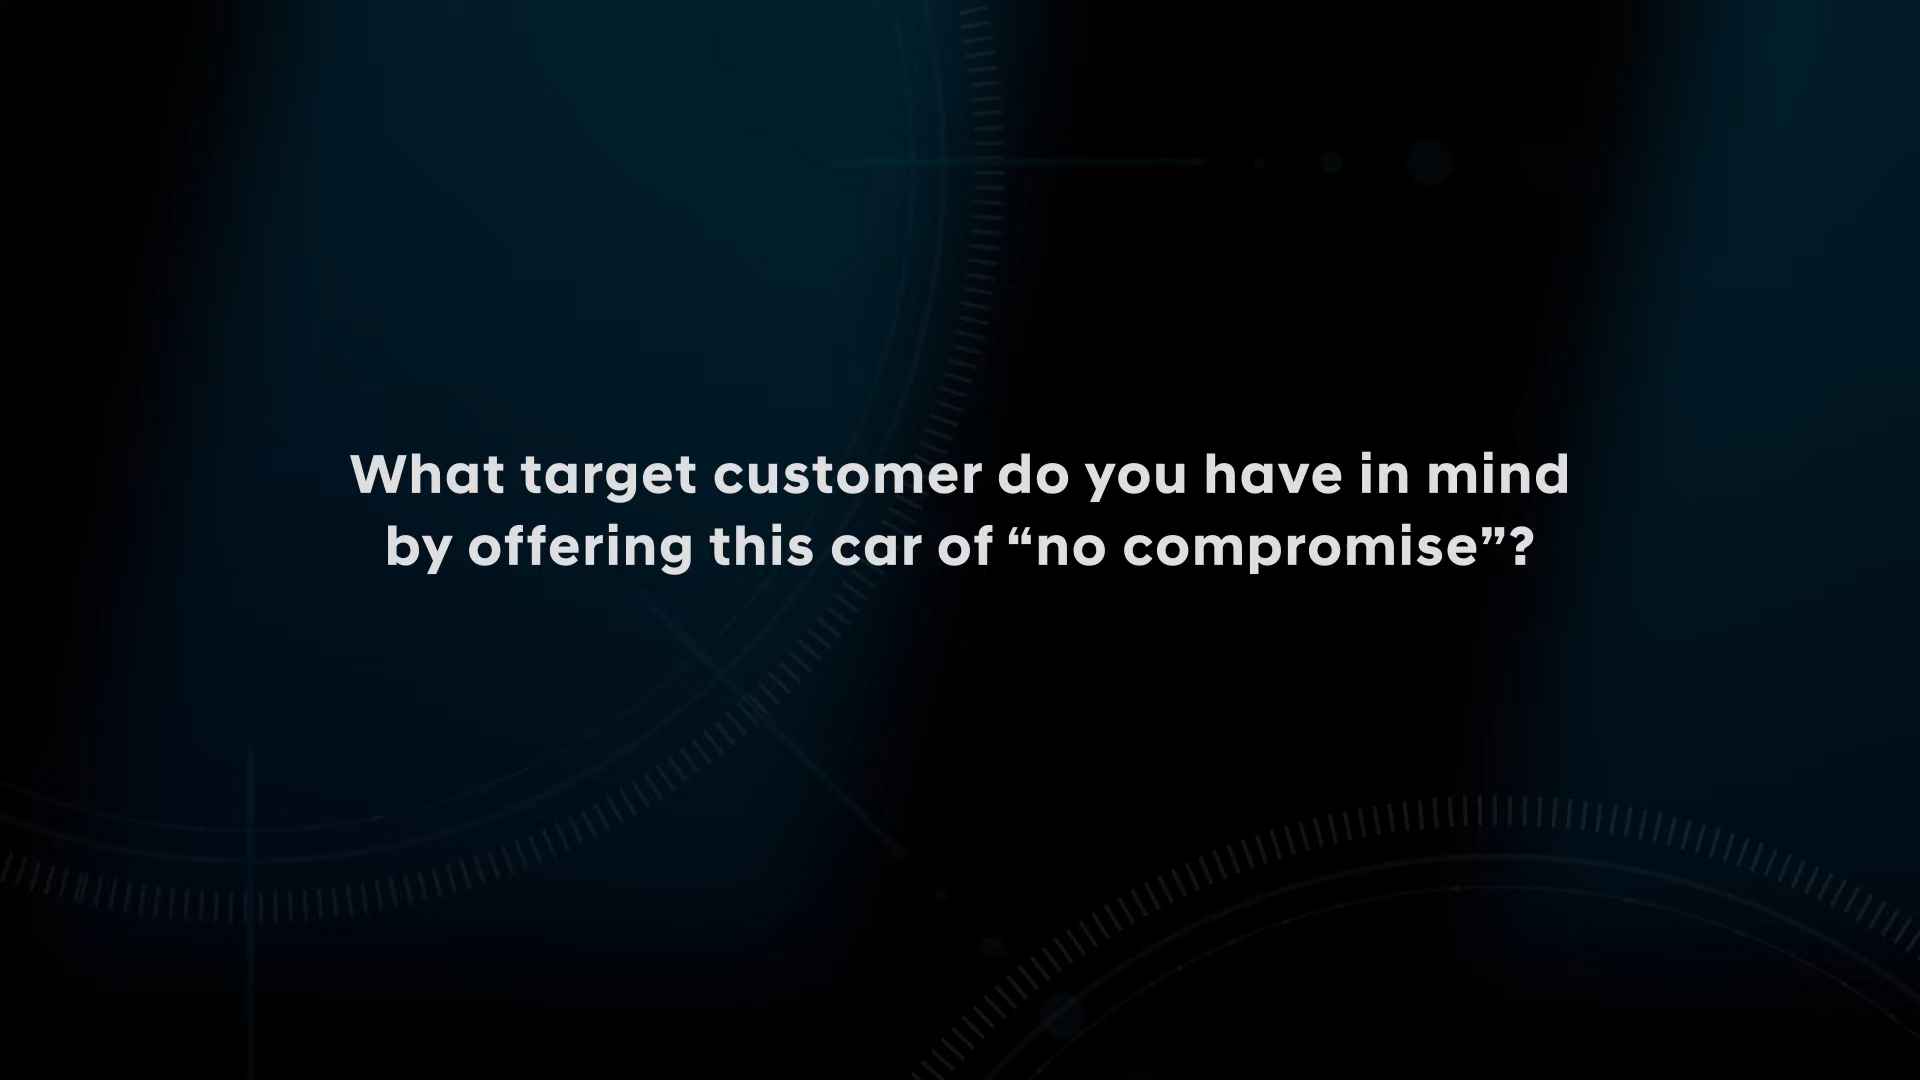 What target customer do you have in mind
by offering this car of “no compromise”?